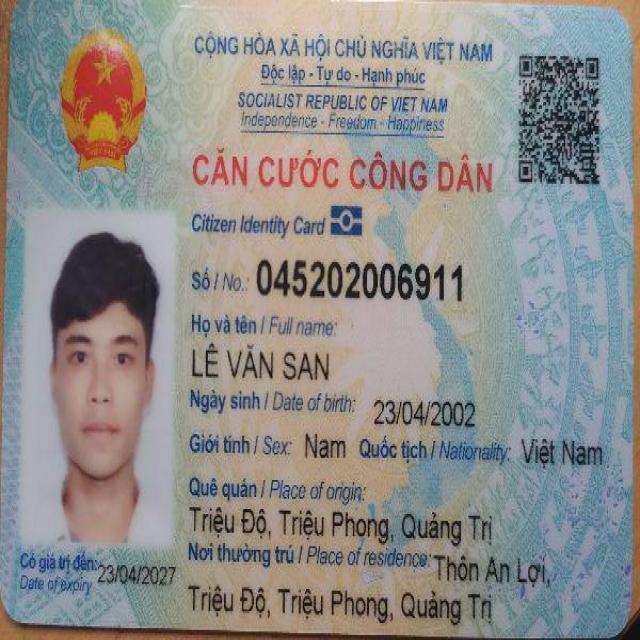 CỘNG HÒA XÃ HỘI CHỦ NGHĨA VIỆT NAM
Độc lập - Tự do - Hạnh phúc
SOCIALIST REPUBLIC OF VIET NAM
Independence - Freedom - Happiness
CĂN CƯỚC CÔNG DÂN
Citizen Identity Card
Số / No.: 045202006911
Họ và tên / Full name:
LÊ VĂN SAN
Ngày sinh / Date of birth: 23/04/2002
Giới tính / Sex: Nam Quốc tịch / Nationality: Việt Nam
Quê quán / Place of origin:
Triệu Độ, Triệu Phong, Quảng Trị
Nơi thường trú / Place of residence: Thôn An Lợi,
Triệu Độ, Triệu Phong, Quảng Trị
Có giá trị đến: 23/04/2027
Date of expiry